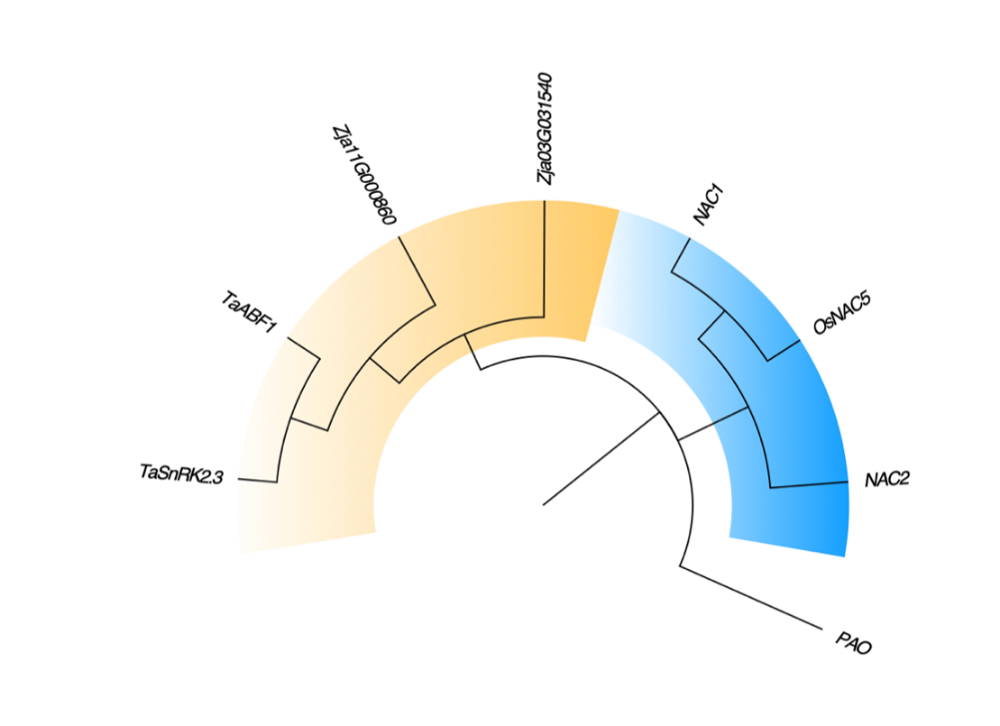 TaSnRK2.3
TaABF1
Zja11G000860
Zja03G031540
NAC1
OsNAC5
NAC2
PAO